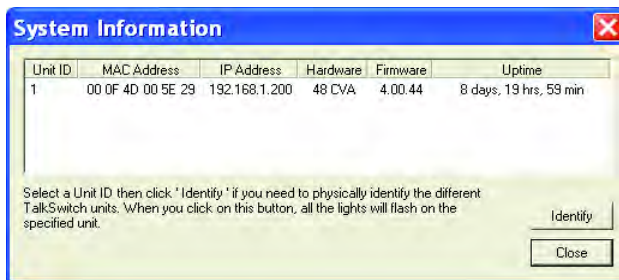 System Information
Unit ID MAC Address IP Address Hardware Firmware Uptime
1 00 0F 4D 00 5E 29 192.168.1.200 48 CVA 4.00.44 8 days, 19 hrs, 59 min
Select a Unit ID then click ' Identify ' if you need to physically identify the different
TalkSwitch units. When you click on this button, all the lights will flash on the
specified unit.
Identify
Close